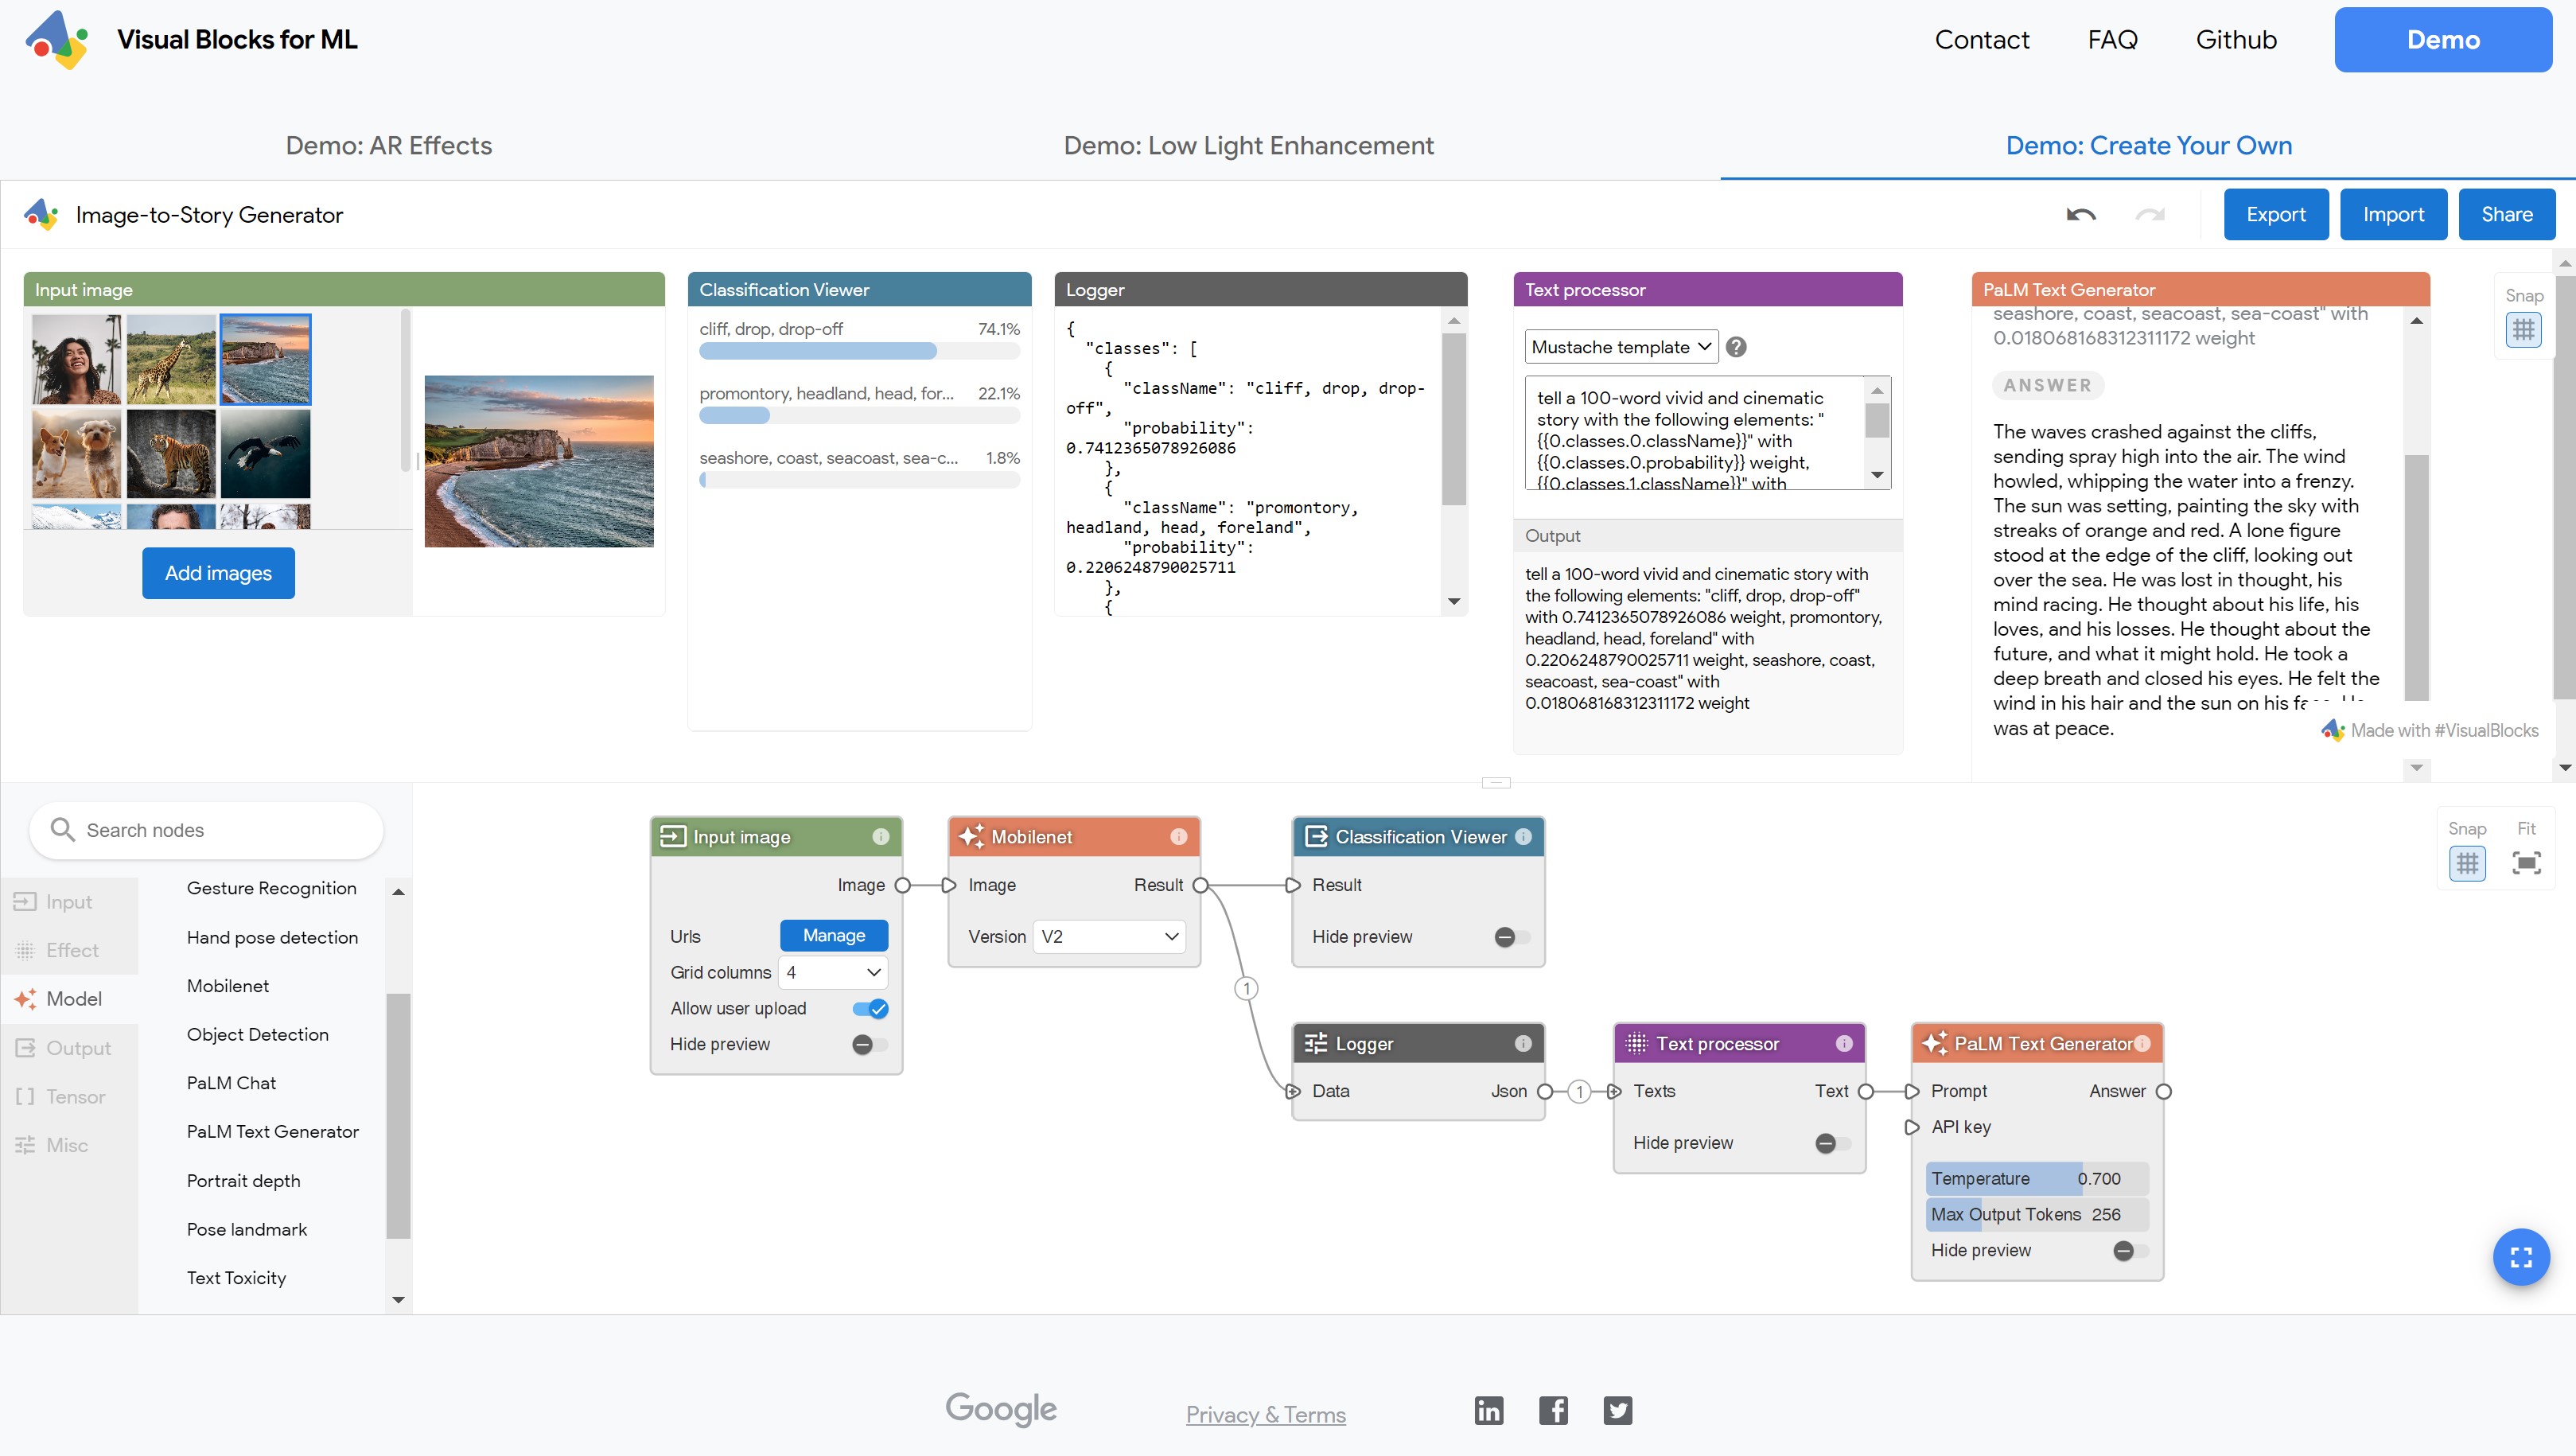 Visual Blocks for ML
Contact
FAQ
Github
Demo
Demo: AR Effects
Demo: Low Light Enhancement
Demo: Create Your Own
Image-to-Story Generator
Export
Import
Share
Input image
Add images
Classification Viewer
cliff, drop, drop-off 74.1%
promontory, headland, head, for... 22.1%
seashore, coast, seacoast, sea-c... 1.8%
Logger
{
"classes": [
{
"className": "cliff, drop, drop-
off",
"probability":
0.7412365078926086
},
{
"className": "promontory,
headland, head, foreland",
"probability":
0.2206248790025711
},
{
Text processor
Mustache template
?
tell a 100-word vivid and cinematic
story with the following elements: "
{{0.classes.0.className}}" with
{{0.classes.0.probability}} weight,
{{0.classes.1.className}}" with
Output
tell a 100-word vivid and cinematic story with
the following elements: "cliff, drop, drop-off"
with 0.7412365078926086 weight, promontory,
headland, head, foreland" with
0.2206248790025711 weight, seashore, coast,
seacoast, sea-coast" with
0.018068168312311172 weight
PaLM Text Generator
seashore, coast, seacoast, sea-coast" with
0.018068168312311172 weight
ANSWER
The waves crashed against the cliffs,
sending spray high into the air. The wind
howled, whipping the water into a frenzy.
The sun was setting, painting the sky with
streaks of orange and red. A lone figure
stood at the edge of the cliff, looking out
over the sea. He was lost in thought, his
mind racing. He thought about his life, his
loves, and his losses. He thought about the
future, and what it might hold. He took a
deep breath and closed his eyes. He felt the
wind in his hair and the sun on his
was at peace.
Snap
Made with #VisualBlocks
Search nodes
Input
Effect
Model
Output
Tensor
Misc
Gesture Recognition
Hand pose detection
Mobilenet
Object Detection
PaLM Chat
PaLM Text Generator
Portrait depth
Pose landmark
Text Toxicity
Input image
Image
Urls Manage
Grid columns 4
Allow user upload
Hide preview
Mobilenet
Image Result
Version V2
1
Classification Viewer
Result
Hide preview
Logger
Data Json
1
Text processor
Texts Text
Hide preview
PaLM Text Generator
Prompt Answer
API key
Temperature 0.700
Max Output Tokens 256
Hide preview
Snap Fit
Google
Privacy & Terms